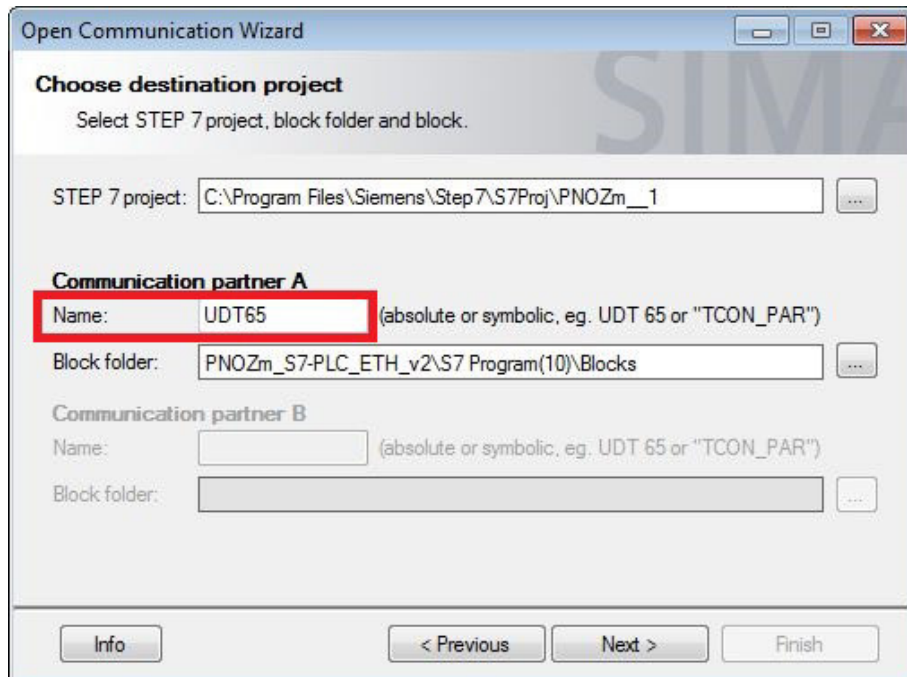 Open Communication Wizard
Choose destination project
Select STEP 7 project, block folder and block.
SIMA
STEP 7 project: C:\Program Files\Siemens\Step7\S7Proj\PNOZm__1 ...
Communication partner A
Name: UDT65 (absolute or symbolic, eg. UDT 65 or "TCON_PAR")
Block folder: PNOZm_S7-PLC_ETH_v2\S7 Program(10)\Blocks ...
Communication partner B
Name: (absolute or symbolic, eg. UDT 65 or "TCON_PAR")
Block folder: ...
Info < Previous Next > Finish